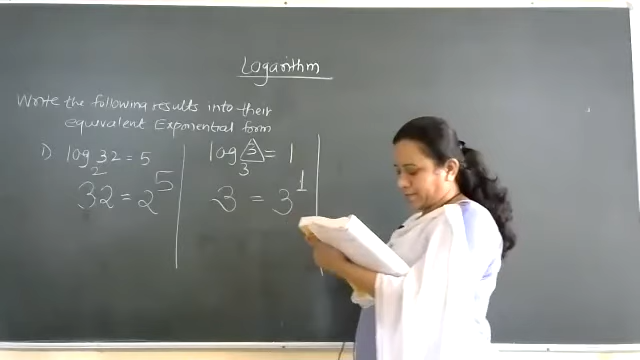 Logarithm
Write the following results into their
equivalent Exponential form
1) log₂ 32 = 5
32 = 2⁵
log₃ 3 = 1
3 = 3¹